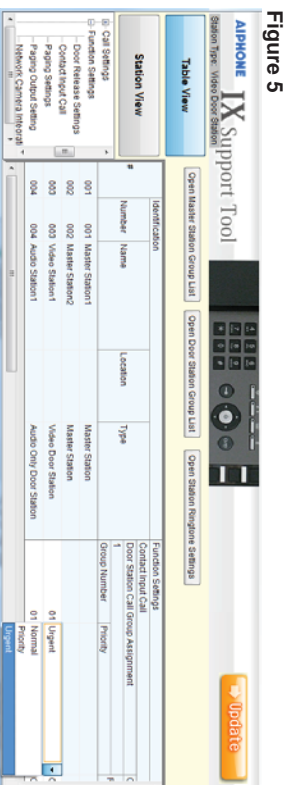 Figure 5
AIPHONE IX Support Tool
Update
Station Type: Video Door Station
Table View
Station View
Open Master Station Group List
Open Door Station Group List
Open Station Ringtone Settings
Call Settings
Function Settings
Door Release Settings
Contact Input Call
Paging Settings
Paging Output Setting
Network Camera Integrati
Identification
Function Settings
Contact Input Call
Door Station Call Group Assignment
#
Number
Name
Location
Type
1
Group Number
Priority
001 001 Master Station1 Master Station
002 002 Master Station2 Master Station
003 003 Video Station1 Video Door Station 01 Urgent
004 004 Audio Station1 Audio Only Door Station 01 Normal
Priority
Urgent